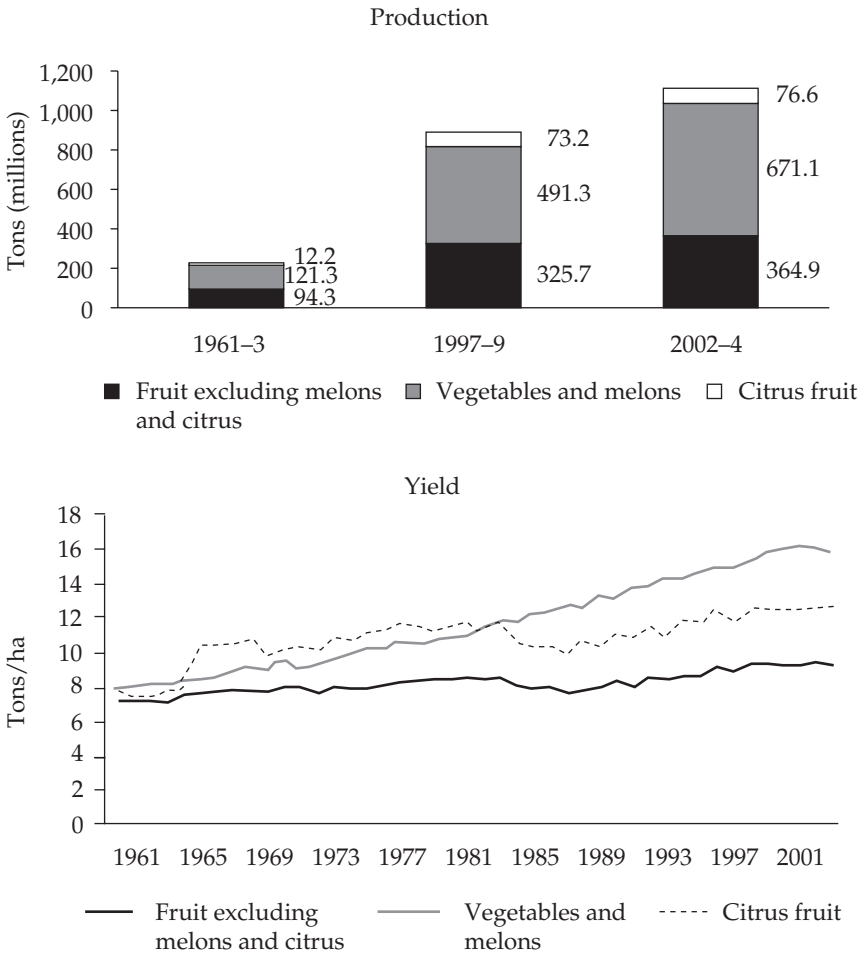 Production
Tons (millions)
1,200
1,000
800
600
400
200
0
12.2
121.3
94.3
73.2
491.3
325.7
76.6
671.1
364.9
1961–3 1997–9 2002–4
Fruit excluding melons and citrus
Vegetables and melons
Citrus fruit
Yield
Tons/ha
18
16
14
12
10
8
6
4
2
0
1961 1965 1969 1973 1977 1981 1985 1989 1993 1997 2001
Fruit excluding
melons and citrus
Vegetables and
melons
Citrus fruit